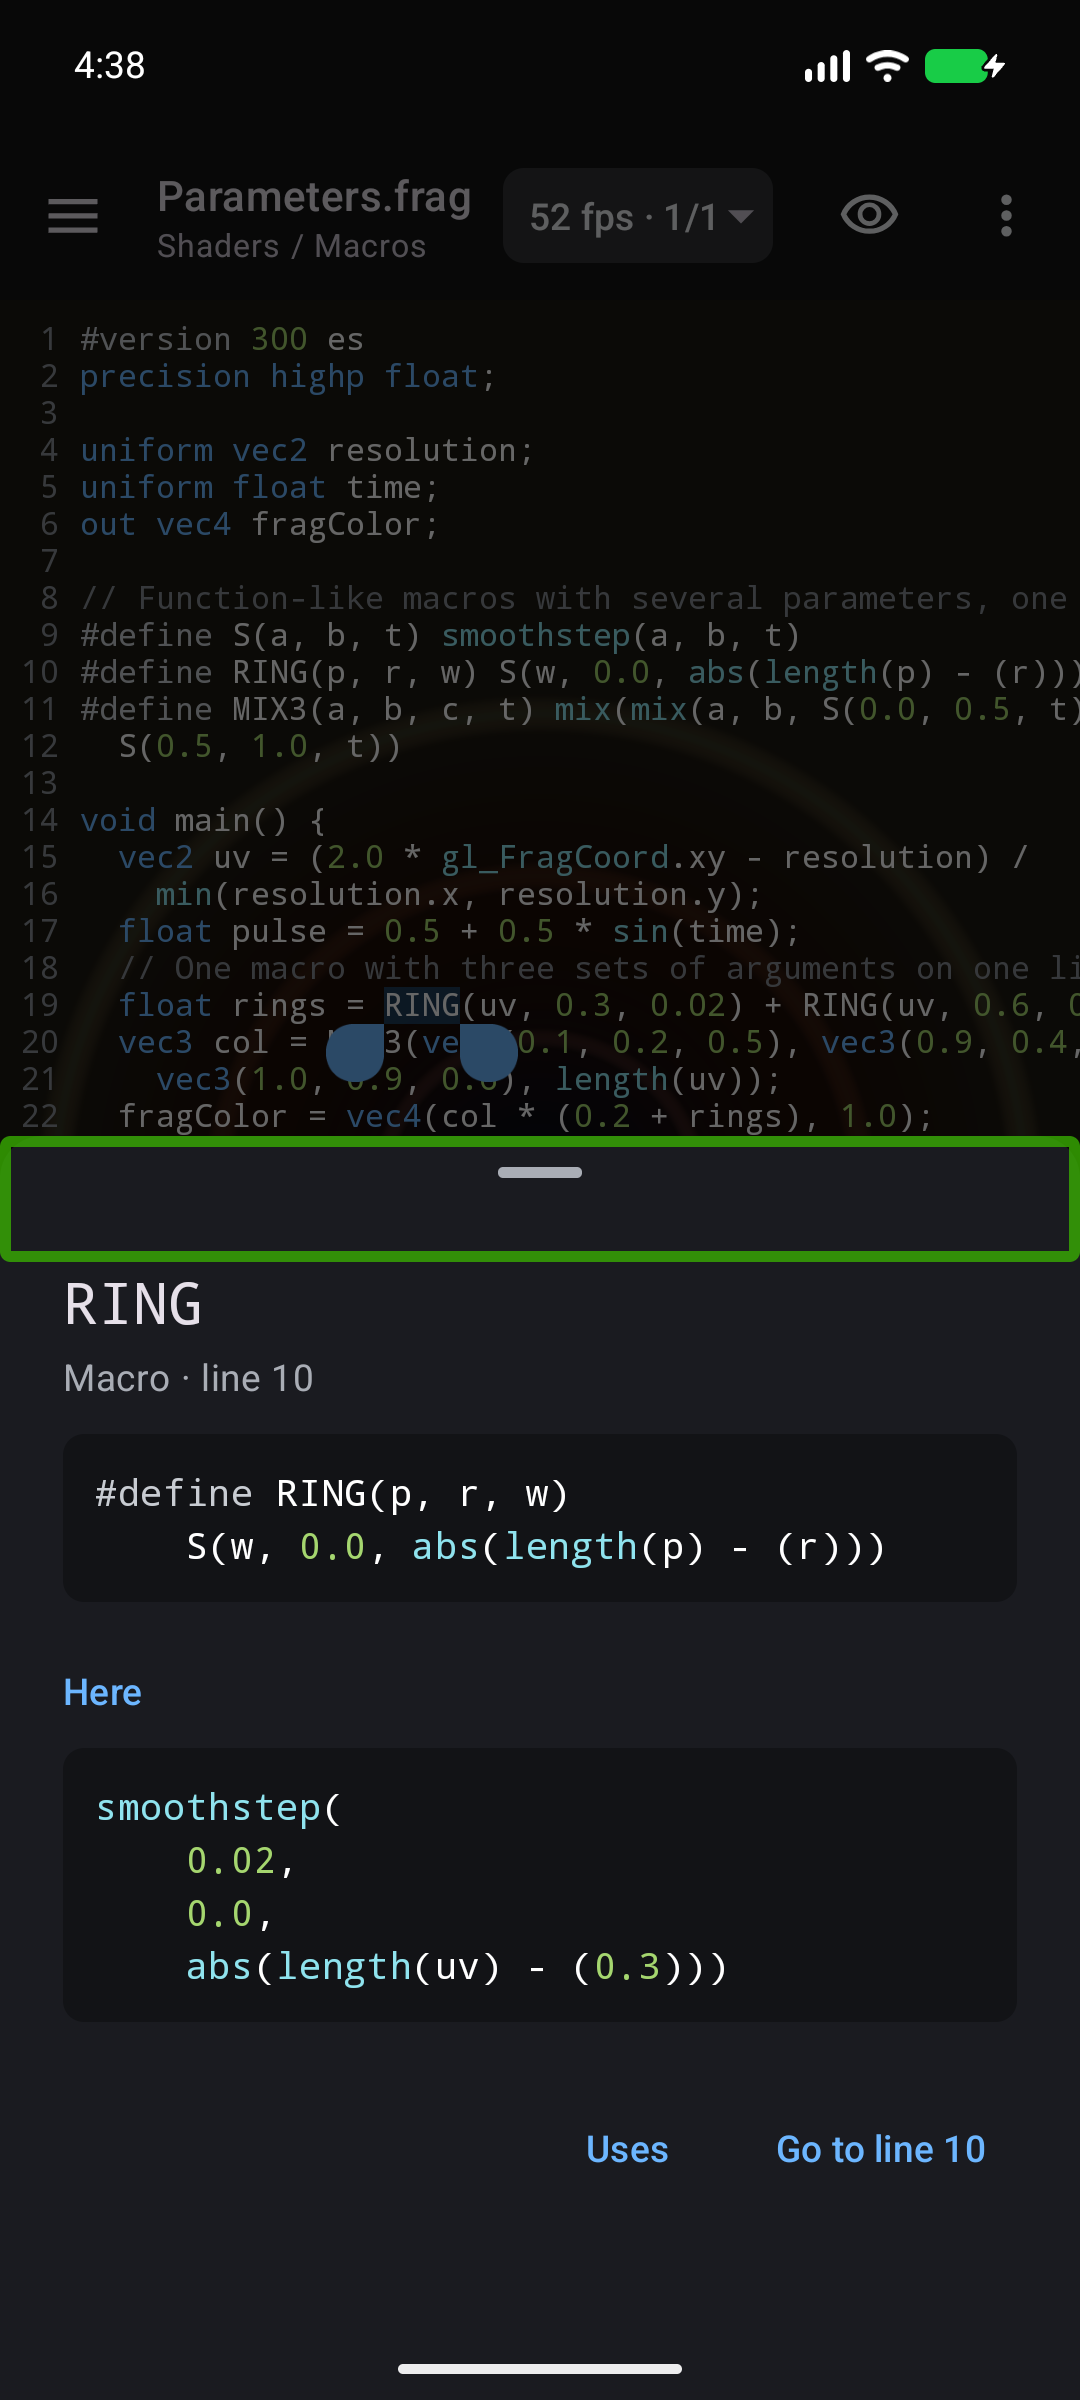 4:38
Parameters.frag
Shaders / Macros
52 fps · 1/1
1 #version 300 es
2 precision highp float;
3
4 uniform vec2 resolution;
5 uniform float time;
6 out vec4 fragColor;
7
8 // Function-like macros with several parameters, one
9 #define S(a, b, t) smoothstep(a, b, t)
10 #define RING(p, r, w) S(w, 0.0, abs(length(p) - (r)))
11 #define MIX3(a, b, c, t) mix(mix(a, b, S(0.0, 0.5, t)
12 S(0.5, 1.0, t))
13
14 void main() {
15 vec2 uv = (2.0 * gl_FragCoord.xy - resolution) /
16 min(resolution.x, resolution.y);
17 float pulse = 0.5 + 0.5 * sin(time);
18 // One macro with three sets of arguments on one li
19 float rings = RING(uv, 0.3, 0.02) + RING(uv, 0.6, 0
20 vec3 col = 3(ve 0.1, 0.2, 0.5), vec3(0.9, 0.4,
21 vec3(1.0, 0.9, 0. ), length(uv));
22 fragColor = vec4(col * (0.2 + rings), 1.0);
RING
Macro · line 10
#define RING(p, r, w)
S(w, 0.0, abs(length(p) - (r)))
Here
smoothstep(
0.02,
0.0,
abs(length(uv) - (0.3)))
Uses
Go to line 10